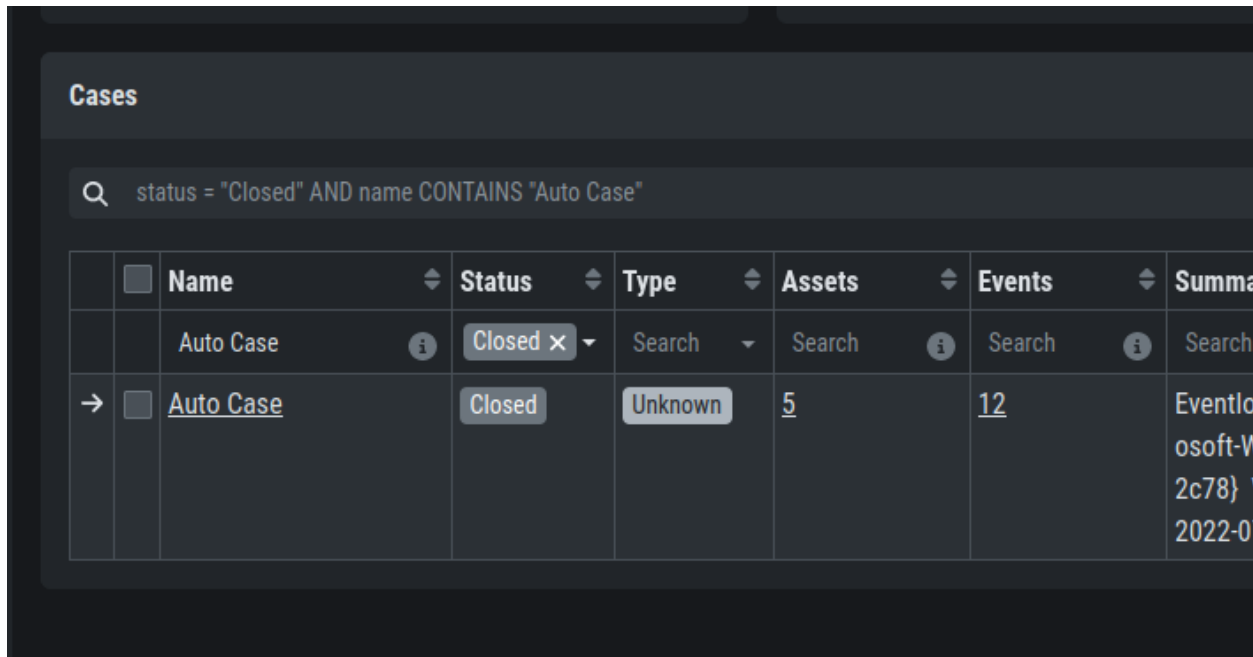 Cases
status = "Closed" AND name CONTAINS "Auto Case"
Name Status Type Assets Events Summa
Auto Case Closed Search Search Search Search
Auto Case Closed Unknown 5 12 Eventlo
osoft-W
2c78}
2022-0